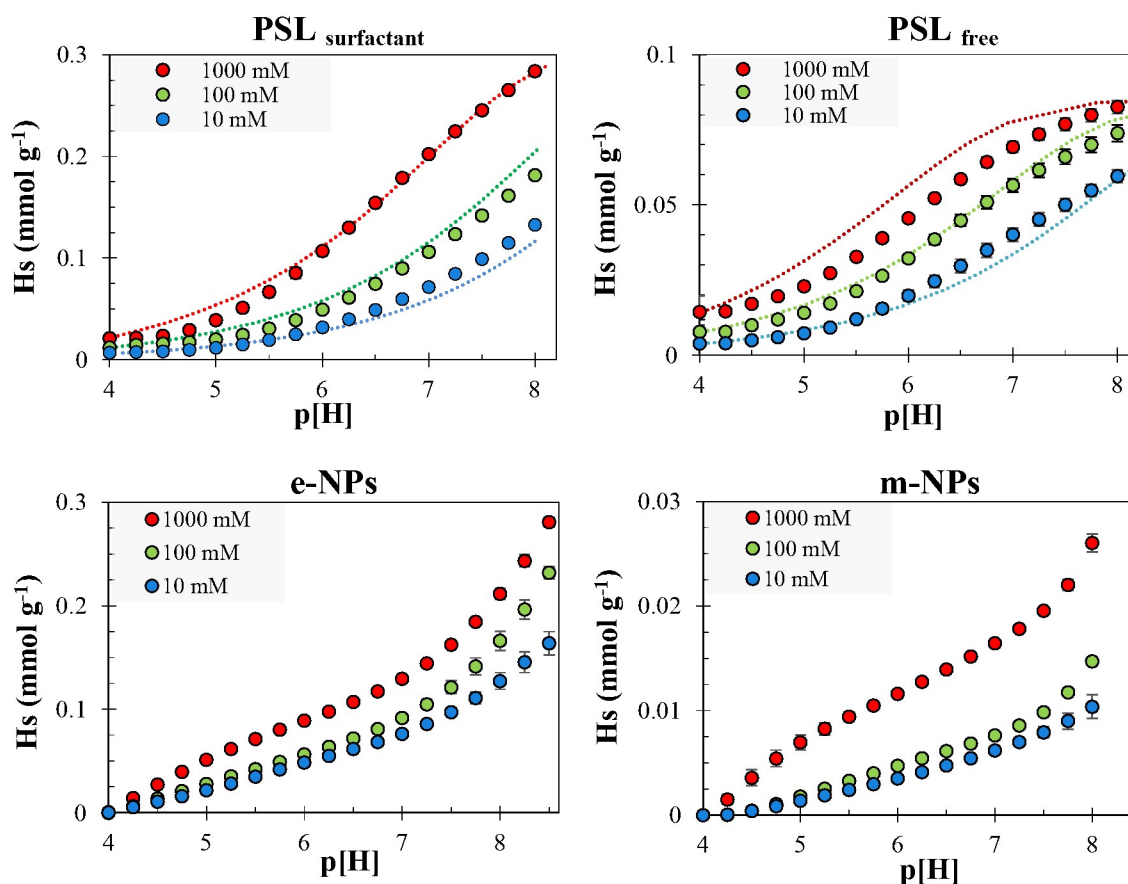 PSL surfactant
0.3
0.2
0.1
0
Hs (mmol g⁻¹)
1000 mM
100 mM
10 mM
4 5 6 7 8
p[H]
PSL free
0.1
0.05
0
Hs (mmol g⁻¹)
1000 mM
100 mM
10 mM
4 5 6 7 8
p[H]
e-NPs
0.3
0.2
0.1
0
Hs (mmol g⁻¹)
1000 mM
100 mM
10 mM
4 5 6 7 8
p[H]
m-NPs
0.03
0.02
0.01
0
Hs (mmol g⁻¹)
1000 mM
100 mM
10 mM
4 5 6 7 8
p[H]